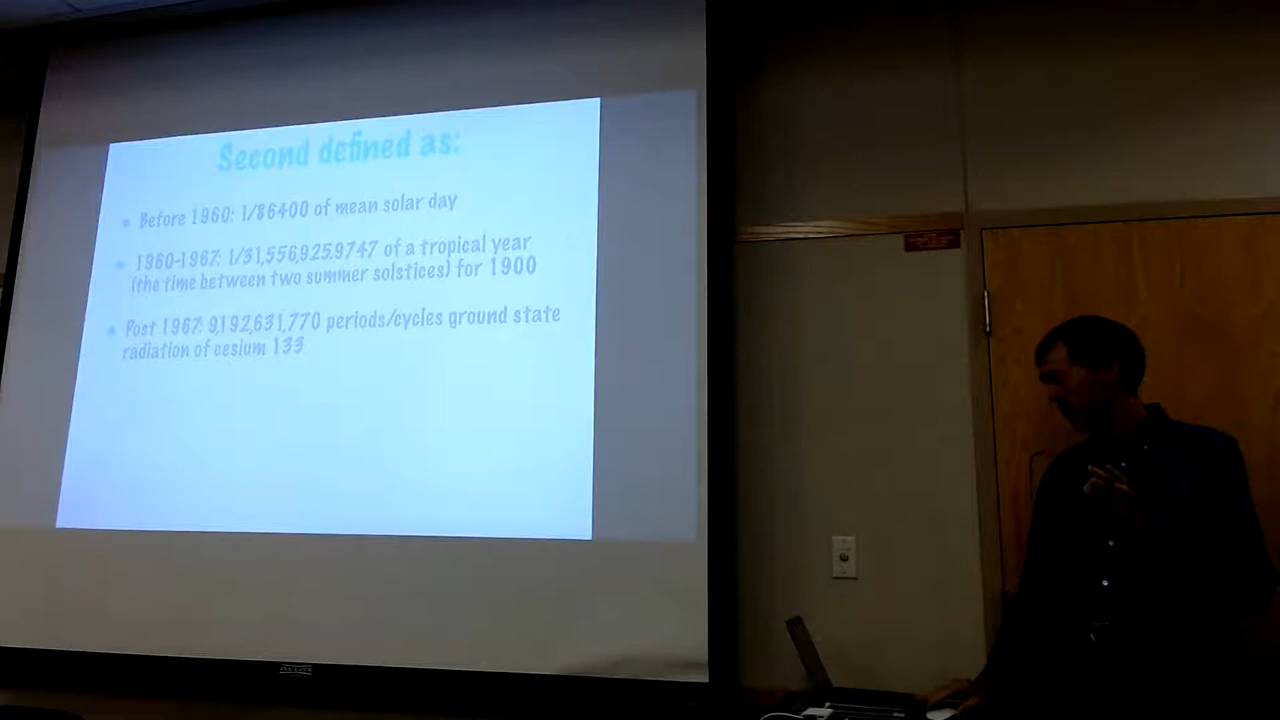 Second defined as:
Before 1960: 1/86400 of mean solar day
1960-1967: 1/31,556,925.9747 of a tropical year
(the time between two summer solstices) for 1900
Post 1967: 9,192,631,770 periods/cycles ground state
radiation of cesium 133
DA-LITE